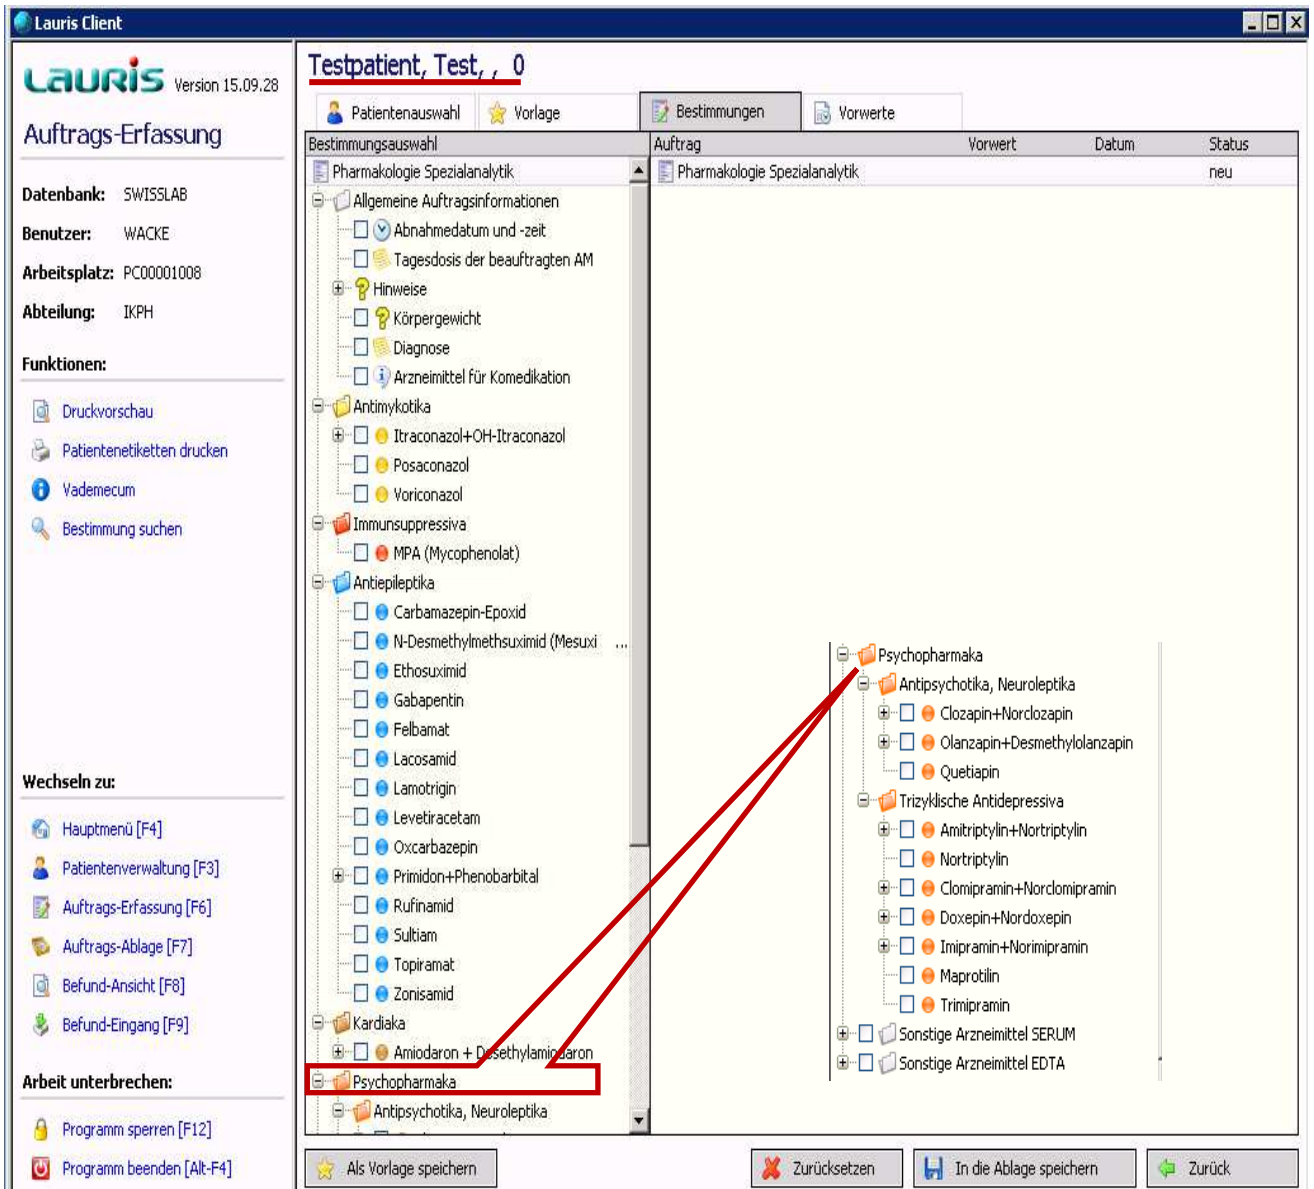 Lauris Client
Lauris Version 15.09.28
Auftrags-Erfassung
Datenbank: SWISSLAB
Benutzer: WACKE
Arbeitsplatz: PC00001008
Abteilung: IKPH
Funktionen:
Druckvorschau
Patientenetiketten drucken
Vademecum
Bestimmung suchen
Wechseln zu:
Hauptmenü [F4]
Patientenverwaltung [F3]
Auftrags-Erfassung [F6]
Auftrags-Ablage [F7]
Befund-Ansicht [F8]
Befund-Eingang [F9]
Arbeit unterbrechen:
Programm sperren [F12]
Programm beenden [Alt-F4]
Testpatient, Test, , 0
Patientenauswahl Vorlage Bestimmungen Vorwerte
Bestimmungsauswahl
Pharmakologie Spezialanalytik
Allgemeine Auftragsinformationen
Abnahmedatum und -zeit
Tagesdosis der beauftragten AM
Hinweise
Körpergewicht
Diagnose
Arzneimittel für Komedikation
Antimykotika
Itraconazol+OH-Itraconazol
Posaconazol
Voriconazol
Immunsuppressiva
MPA (Mycophenolat)
Antiepileptika
Carbamazepin-Epoxid
N-Desmethylmethsuximid (Mesuxi ...
Ethosuximid
Gabapentin
Felbamat
Lacosamid
Lamotrigin
Levetiracetam
Oxcarbazepin
Primidon+Phenobarbital
Rufinamid
Sultiam
Topiramat
Zonisamid
Kardiaka
Amiodaron + Desethylamiodaron
Psychopharmaka
Antipsychotika, Neuroleptika
Auftrag Vorwert Datum Status
Pharmakologie Spezialanalytik neu
Psychopharmaka
Antipsychotika, Neuroleptika
Clozapin+Norclozapin
Olanzapin+Desmethylolanzapin
Quetiapin
Trizyklische Antidepressiva
Amitriptylin+Nortriptylin
Nortriptylin
Clomipramin+Norclomipramin
Doxepin+Nordoxepin
Imipramin+Norimipramin
Maprotilin
Trimipramin
Sonstige Arzneimittel SERUM
Sonstige Arzneimittel EDTA
Als Vorlage speichern Zurücksetzen In die Ablage speichern Zurück